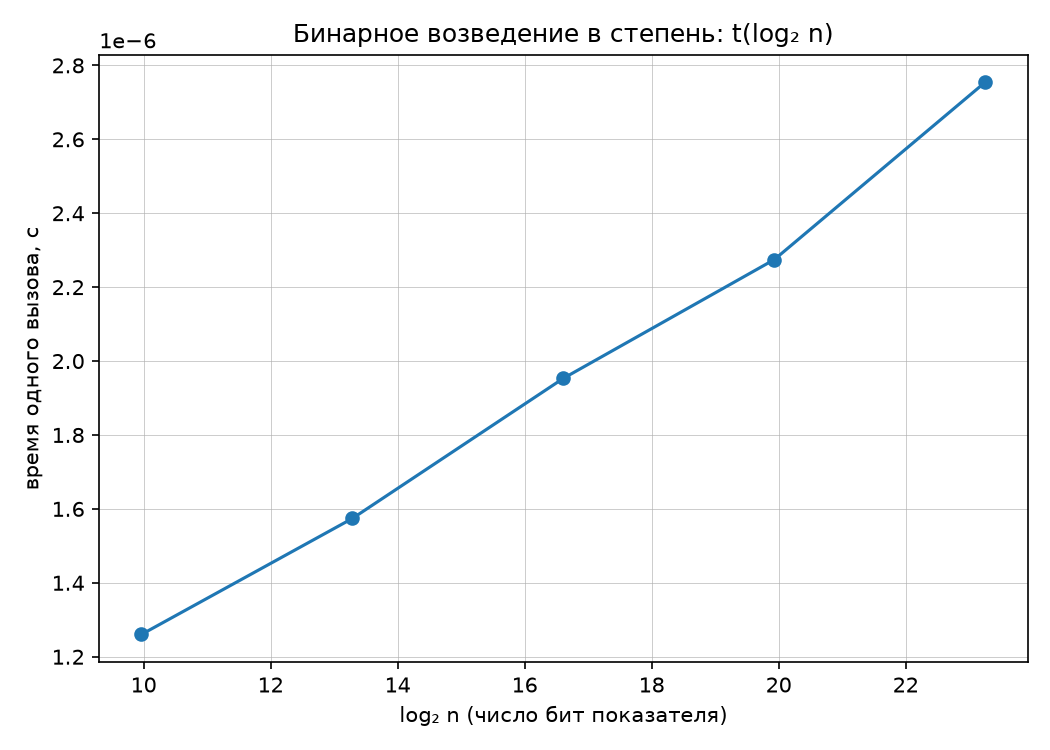 Бинарное возведение в степень: t(log₂ n)
1e−6
2.8
2.6
2.4
2.2
2.0
1.8
1.6
1.4
1.2
время одного вызова, с
10 12 14 16 18 20 22
log₂ n (число бит показателя)